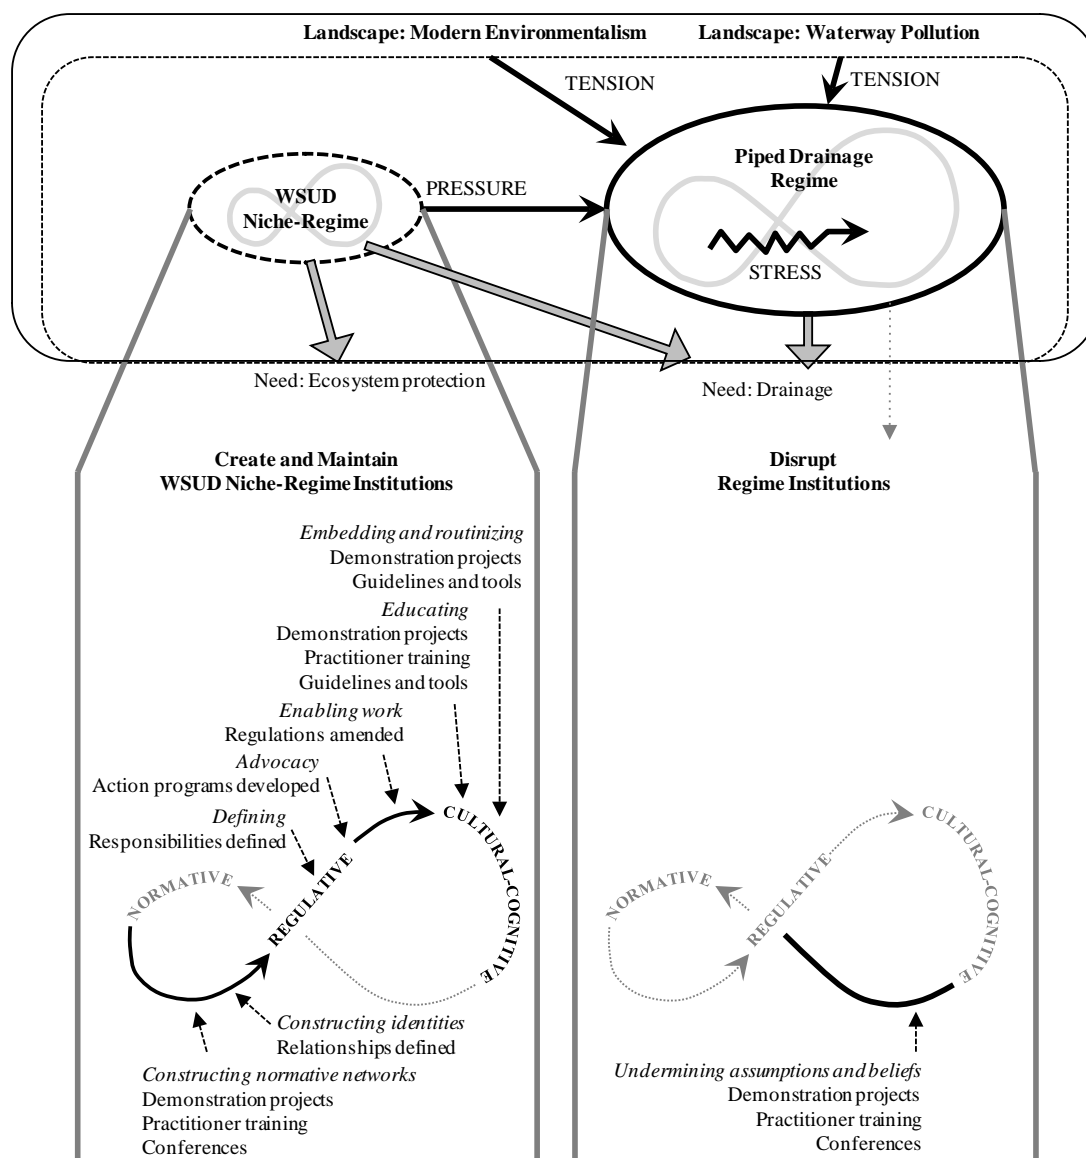 Landscape: Modern Environmentalism
Landscape: Waterway Pollution
TENSION
TENSION
Piped Drainage
Regime
WSUD
Niche-Regime
PRESSURE
STRESS
Need: Ecosystem protection
Need: Drainage
Create and Maintain
WSUD Niche-Regime Institutions
Embedding and routinizing
Demonstration projects
Guidelines and tools
Educating
Demonstration projects
Practitioner training
Guidelines and tools
Enabling work
Regulations amended
Advocacy
Action programs developed
Defining
Responsibilities defined
NORMATIVE
REGULATIVE
CULTURAL-COGNITIVE
Constructing identities
Relationships defined
Constructing normative networks
Demonstration projects
Practitioner training
Conferences
Disrupt
Regime Institutions
NORMATIVE
REGULATIVE
CULTURAL-COGNITIVE
Undermining assumptions and beliefs
Demonstration projects
Practitioner training
Conferences